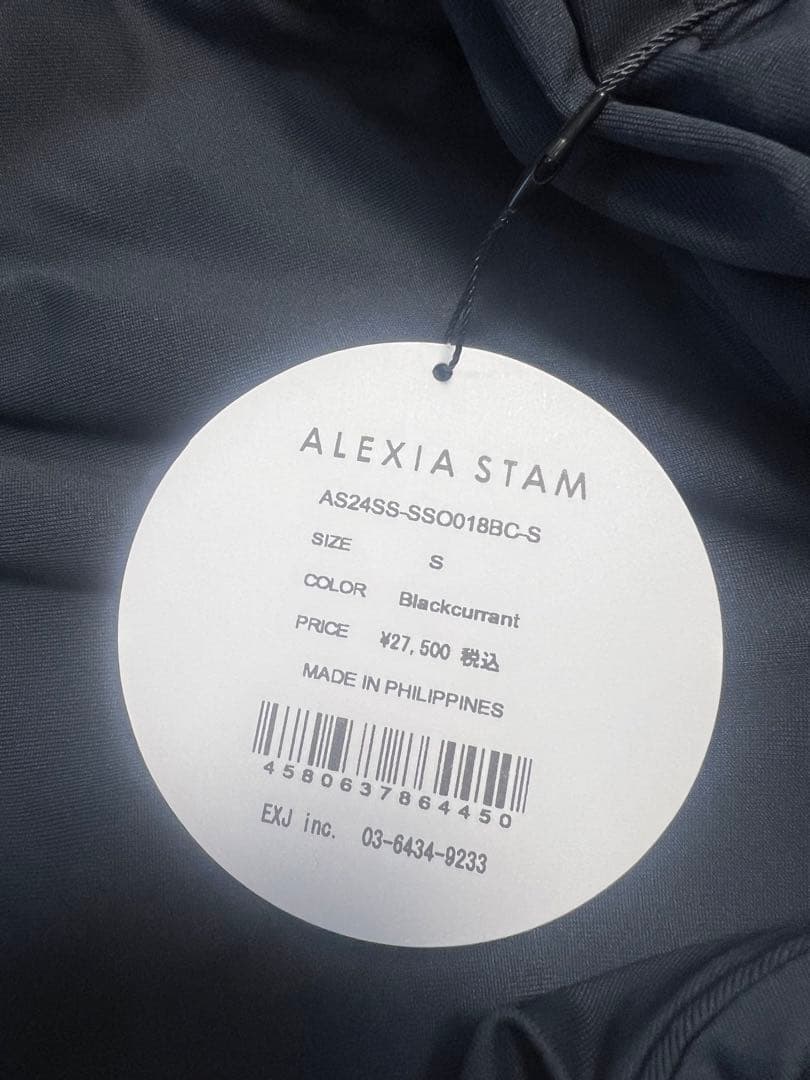 ALEXIA STAM
AS24SS-SSO018BC-S
SIZE S
COLOR Blackcurrant
PRICE ¥27,500 税込
MADE IN PHILIPPINES
4580637864450
EXJ inc. 03-6434-9233